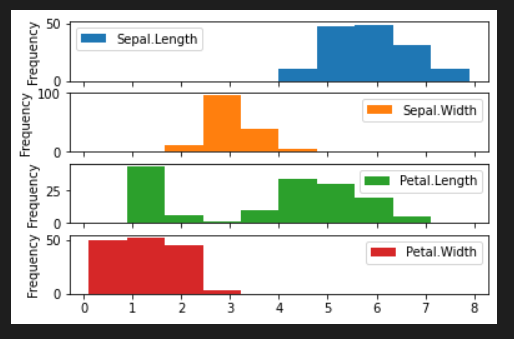 50
Frequency
Sepal.Length
0
100
Frequency
Sepal.Width
0
25
Frequency
Petal.Length
0
50
Frequency
Petal.Width
0
0 1 2 3 4 5 6 7 8